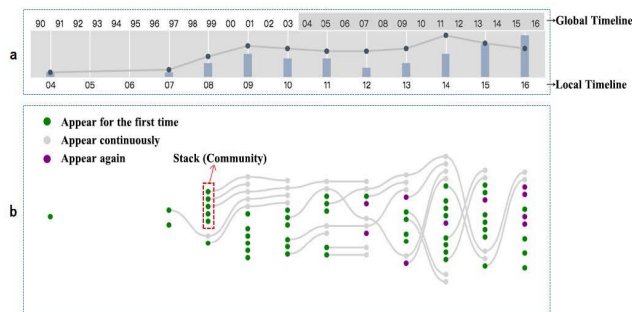 90 91 92 93 94 95 96 97 98 99 00 01 02 03 04 05 06 07 08 09 10 11 12 13 14 15 16 Global Timeline
a
04 07 08 09 01 10 11 12 13 14 15 16 Local Timeline
Appear for the first time
Appear continuously
Appear again
Stack (Community)
b